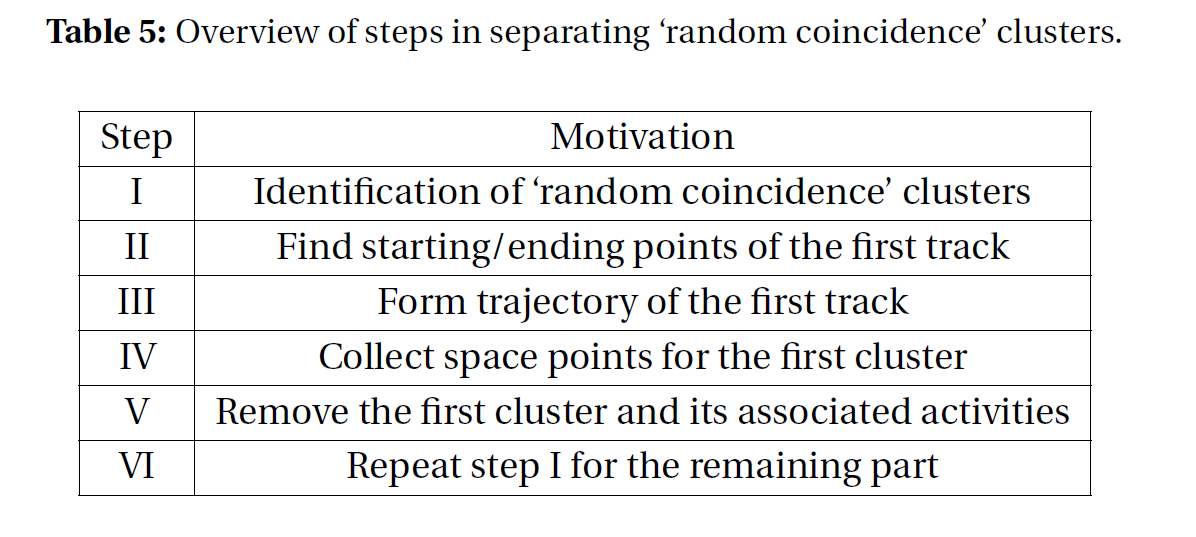 Table 5: Overview of steps in separating ‘random coincidence’ clusters.
Step Motivation
I Identification of ‘random coincidence’ clusters
II Find starting/ending points of the first track
III Form trajectory of the first track
IV Collect space points for the first cluster
V Remove the first cluster and its associated activities
VI Repeat step I for the remaining part